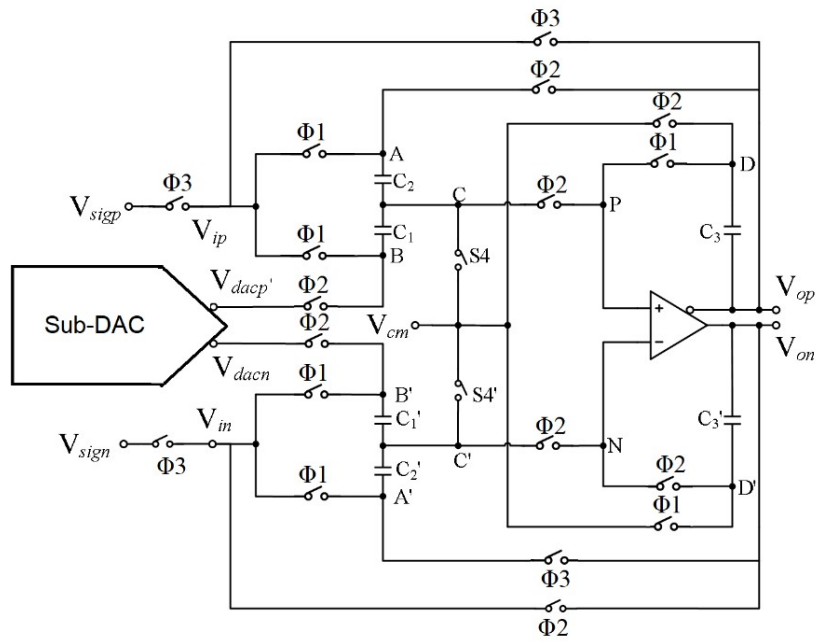 Φ3
Φ2
Φ2
Φ1
Φ1
A
D
C2
Φ3
C
Φ2
P
Vsigp
Vip
C1
C3
Φ1
S4
B
Vdacp'
Φ2
Vop
Sub-DAC
+
Φ2
Vcm
−
Von
Vdacn
Φ1
B'
S4'
Vin
C1'
C3'
Vsign
Φ2
N
Φ3
C2'
C'
Φ2
Φ1
D'
A'
Φ1
Φ3
Φ2